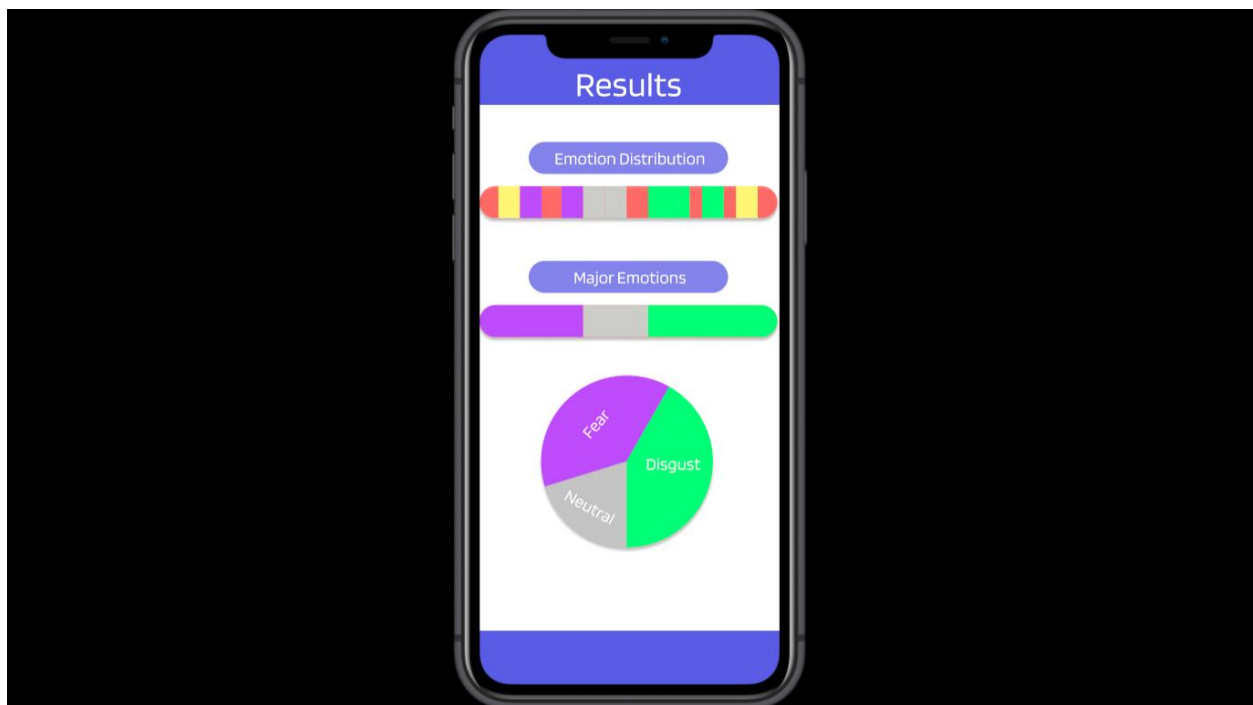 Results
Emotion Distribution
Major Emotions
Fear
Disgust
Neutral